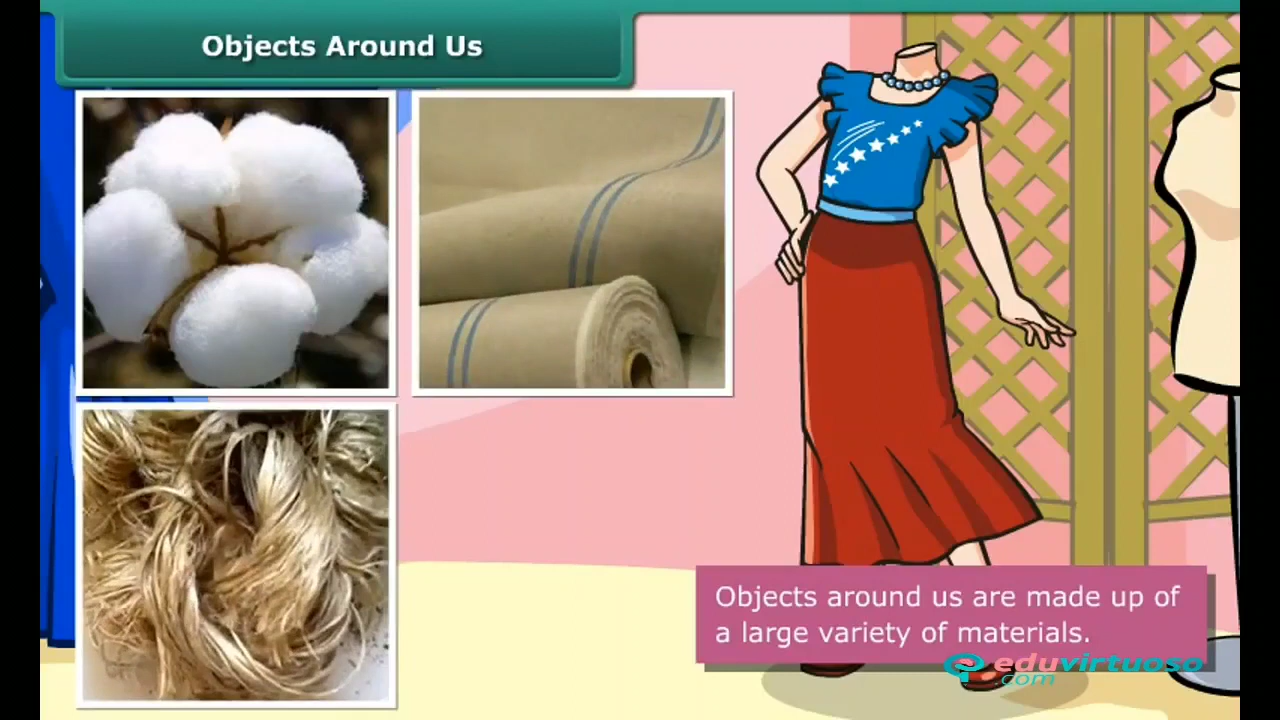 Objects Around Us
Objects around us are made up of
a large variety of materials.
eduvirtuoso
.com